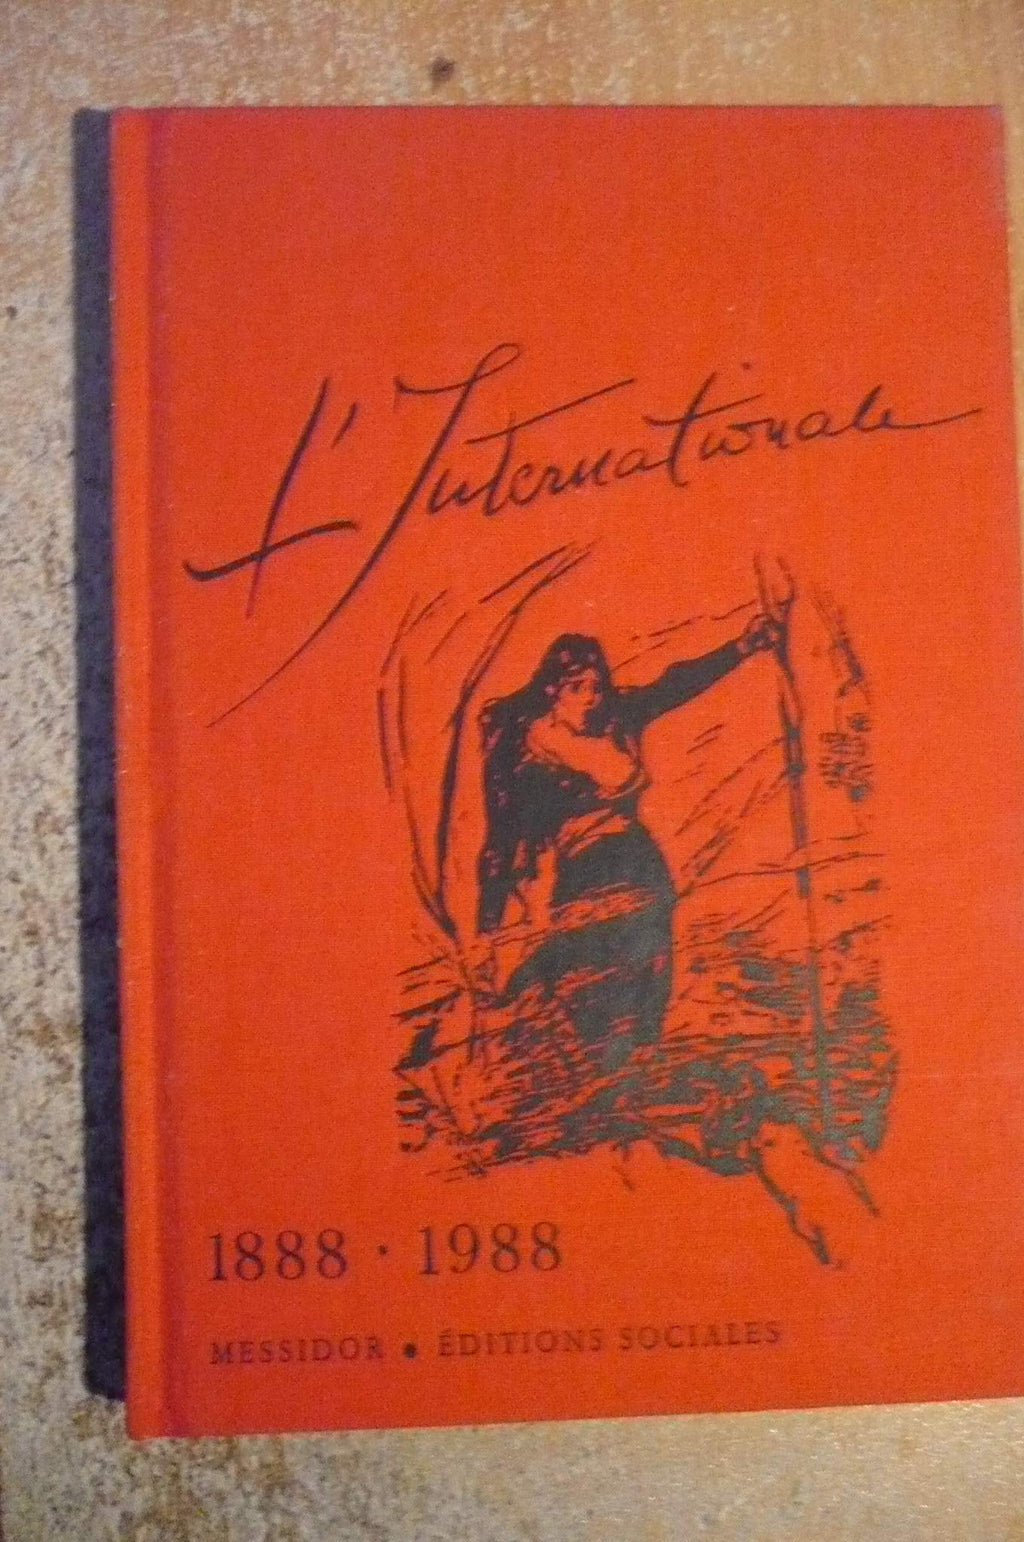 L'Internationale
1888 • 1988
MESSIDOR • ÉDITIONS SOCIALES